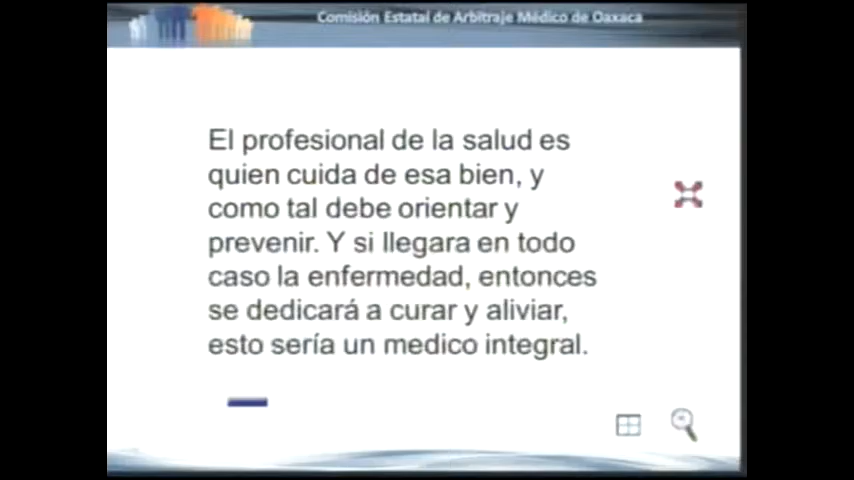 Comisión Estatal de Arbitraje Médico de Oaxaca
El profesional de la salud es
quien cuida de esa bien, y
como tal debe orientar y
prevenir. Y si llegara en todo
caso la enfermedad, entonces
se dedicará a curar y aliviar,
esto sería un medico integral.